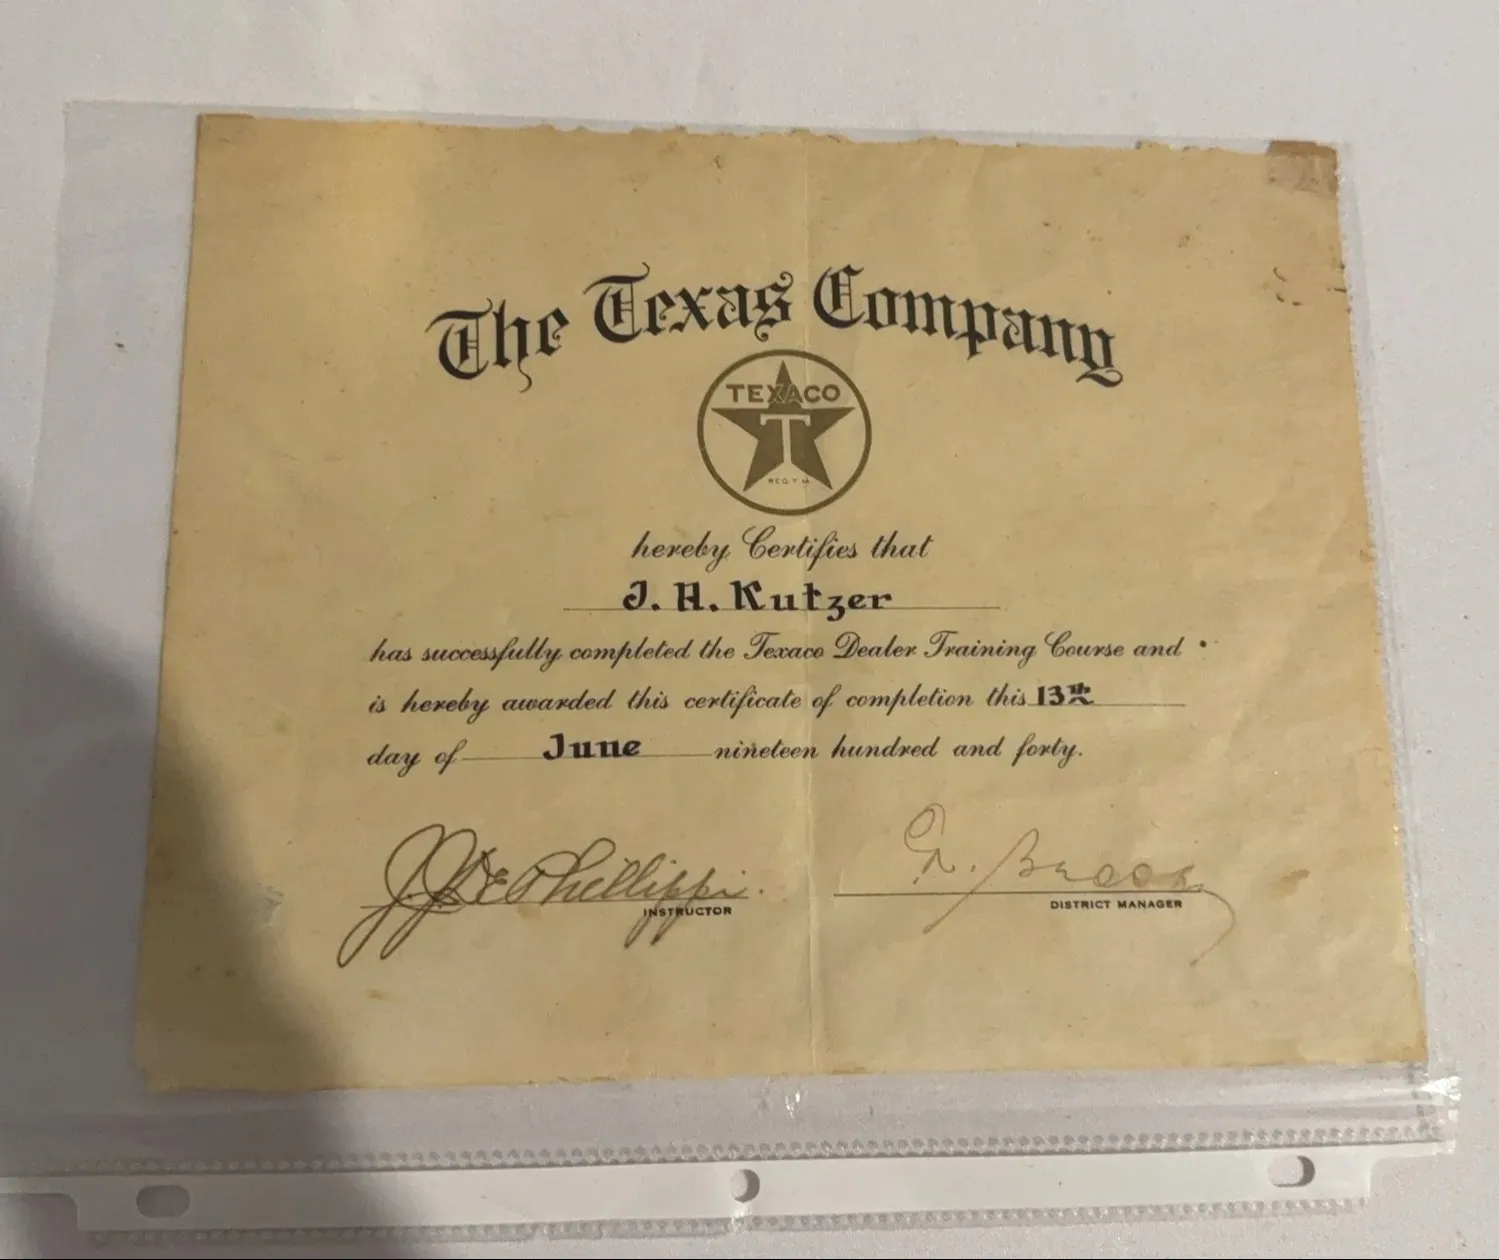 The Texas Company
TEXACO
T
hereby Certifies that
J. H. Kutzer
has successfully completed the Texaco Dealer Training Course and
is hereby awarded this certificate of completion this 13th
day of June nineteen hundred and forty.
Phillippi.
INSTRUCTOR
DISTRICT MANAGER